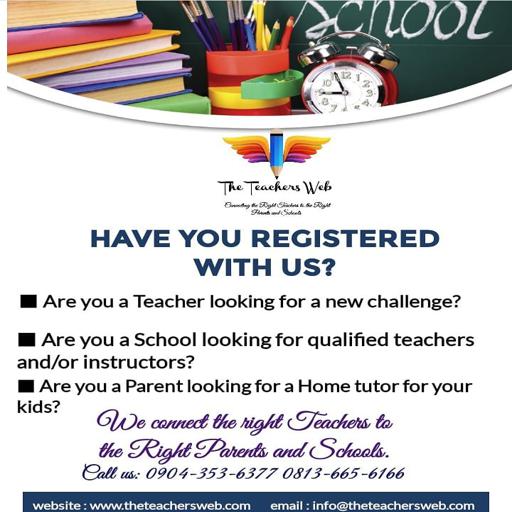 School
The Teachers Web
Connecting the Right Teachers to the Right
Parents and Schools
HAVE YOU REGISTERED
WITH US?
■ Are you a Teacher looking for a new challenge?
■ Are you a School looking for qualified teachers
and/or instructors?
■ Are you a Parent looking for a Home tutor for your
kids?
We connect the right Teachers to
the Right Parents and Schools.
Call us: 0904-353-6377 0813-665-6166
website : www.theteachersweb.com email : info@theteachersweb.com